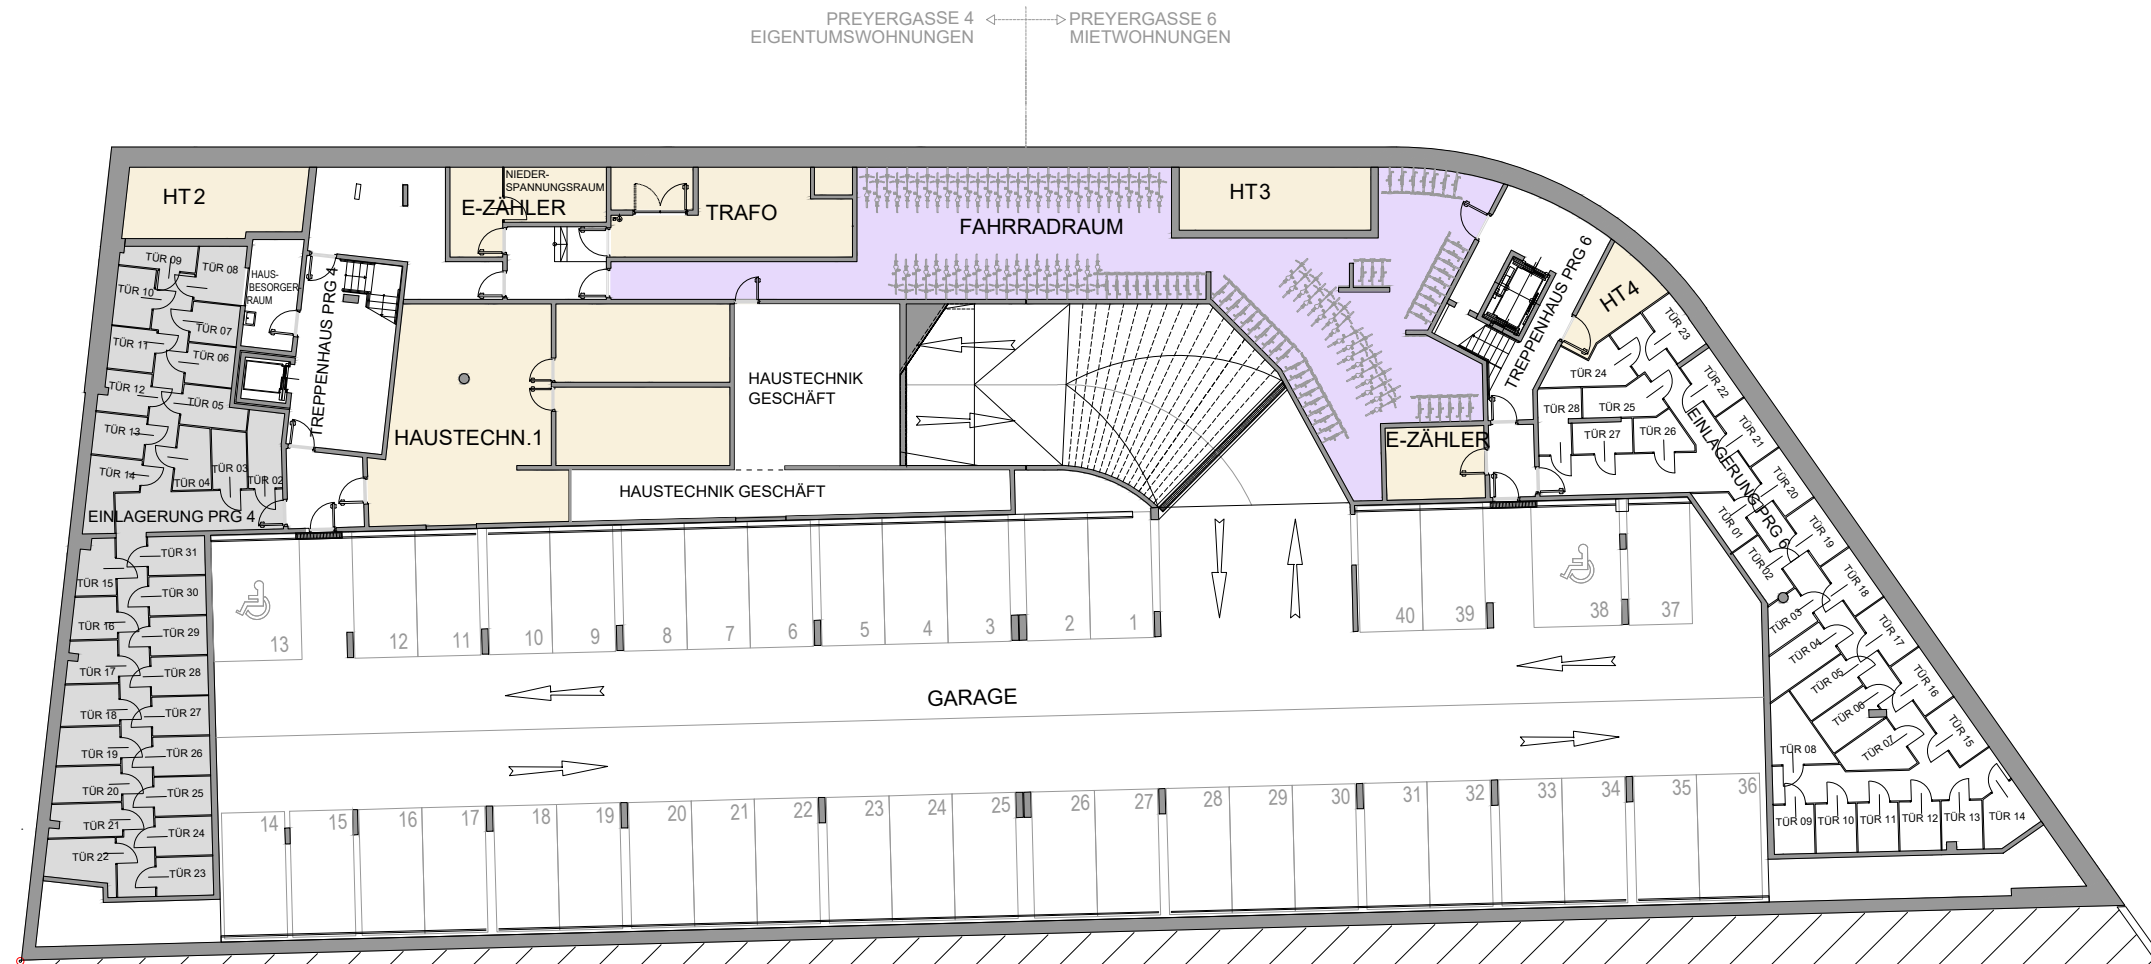 PREYERGASSE 4
EIGENTUMSWOHNUNGEN
PREYERGASSE 6
MIETWOHNUNGEN
HT 2
NIEDER-
SPANNUNGSRAUM
E-ZÄHLER
TRAFO
FAHRRADRAUM
HT3
HT4
TREPPENHAUS PRG 6
TREPPENHAUS PRG 4
HAUS-
BESORGER-
RAUM
HAUSTECHN.1
HAUSTECHNIK
GESCHÄFT
HAUSTECHNIK GESCHÄFT
E-ZÄHLER
EINLAGERUNG PRG 4
TÜR 09
TÜR 08
TÜR 10
TÜR 07
TÜR 11
TÜR 06
TÜR 12
TÜR 05
TÜR 13
TÜR 14
TÜR 04
TÜR 03
TÜR 02
TÜR 15
TÜR 31
TÜR 30
TÜR 16
TÜR 29
TÜR 17
TÜR 28
TÜR 18
TÜR 27
TÜR 19
TÜR 26
TÜR 20
TÜR 25
TÜR 21
TÜR 24
TÜR 22
TÜR 23
EINLAGERUNG PRG 6
TÜR 23
TÜR 24
TÜR 22
TÜR 28
TÜR 25
TÜR 27
TÜR 26
TÜR 21
TÜR 20
TÜR 01
TÜR 19
TÜR 02
TÜR 18
TÜR 03
TÜR 17
TÜR 04
TÜR 05
TÜR 16
TÜR 06
TÜR 15
TÜR 07
TÜR 08
TÜR 09
TÜR 10
TÜR 11
TÜR 12
TÜR 13
TÜR 14
13
12
11
10
9
8
7
6
5
4
3
2
1
40
39
38
37
GARAGE
14
15
16
17
18
19
20
21
22
23
24
25
26
27
28
29
30
31
32
33
34
35
36